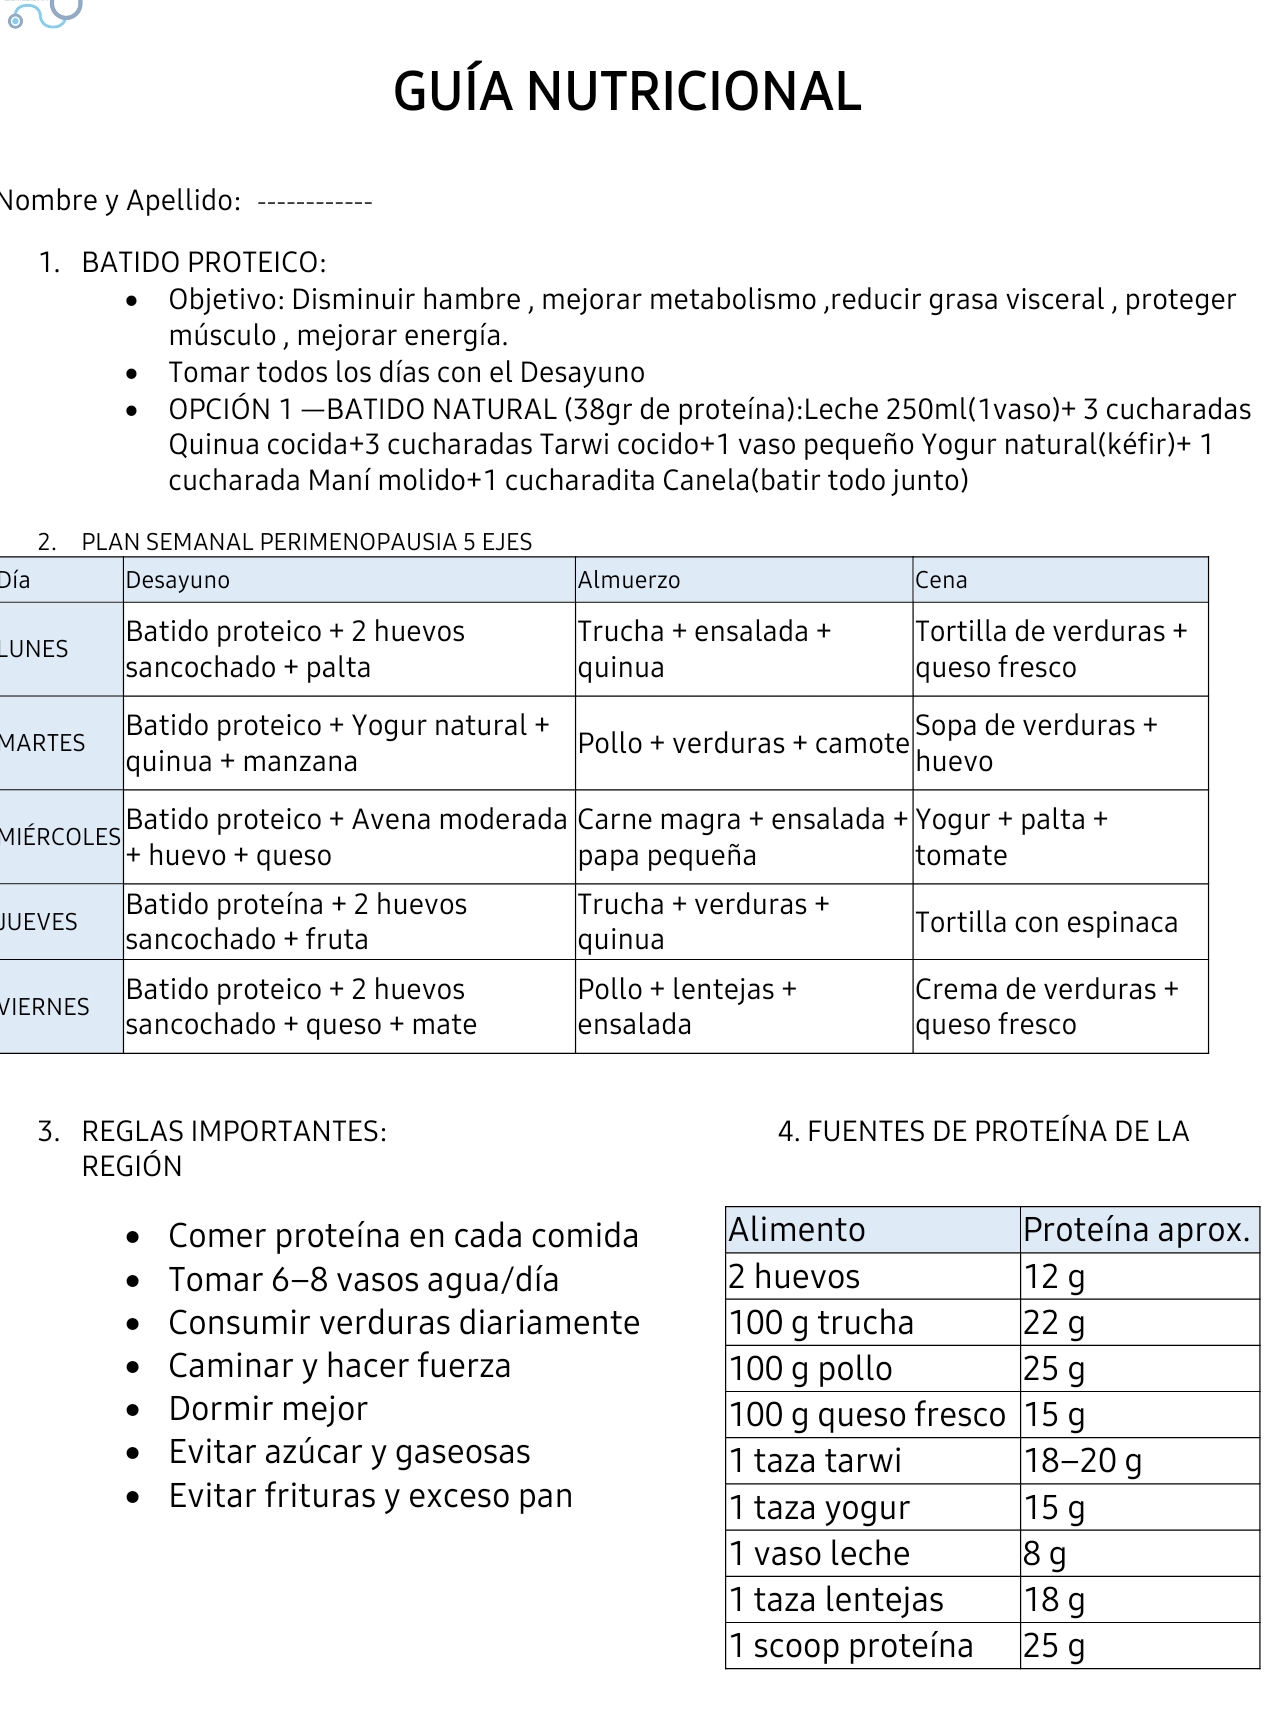 GUÍA NUTRICIONAL
Nombre y Apellido: ------------
1. BATIDO PROTEICO:
• Objetivo: Disminuir hambre , mejorar metabolismo ,reducir grasa visceral , proteger
músculo , mejorar energía.
• Tomar todos los días con el Desayuno
• OPCIÓN 1 —BATIDO NATURAL (38gr de proteína):Leche 250ml(1vaso)+ 3 cucharadas
Quinua cocida+3 cucharadas Tarwi cocido+1 vaso pequeño Yogur natural(kéfir)+ 1
cucharada Maní molido+1 cucharadita Canela(batir todo junto)
2. PLAN SEMANAL PERIMENOPAUSIA 5 EJES
Día Desayuno Almuerzo Cena
LUNES
Batido proteico + 2 huevos
sancochado + palta
Trucha + ensalada +
quinua
Tortilla de verduras +
queso fresco
MARTES
Batido proteico + Yogur natural +
quinua + manzana
Pollo + verduras + camote
Sopa de verduras +
huevo
MIÉRCOLES
Batido proteico + Avena moderada
+ huevo + queso
Carne magra + ensalada +
papa pequeña
Yogur + palta +
tomate
JUEVES
Batido proteína + 2 huevos
sancochado + fruta
Trucha + verduras +
quinua
Tortilla con espinaca
VIERNES
Batido proteico + 2 huevos
sancochado + queso + mate
Pollo + lentejas +
ensalada
Crema de verduras +
queso fresco
3. REGLAS IMPORTANTES: 4. FUENTES DE PROTEÍNA DE LA
REGIÓN
• Comer proteína en cada comida
• Tomar 6–8 vasos agua/día
• Consumir verduras diariamente
• Caminar y hacer fuerza
• Dormir mejor
• Evitar azúcar y gaseosas
• Evitar frituras y exceso pan
Alimento Proteína aprox.
2 huevos 12 g
100 g trucha 22 g
100 g pollo 25 g
100 g queso fresco 15 g
1 taza tarwi 18–20 g
1 taza yogur 15 g
1 vaso leche 8 g
1 taza lentejas 18 g
1 scoop proteína 25 g